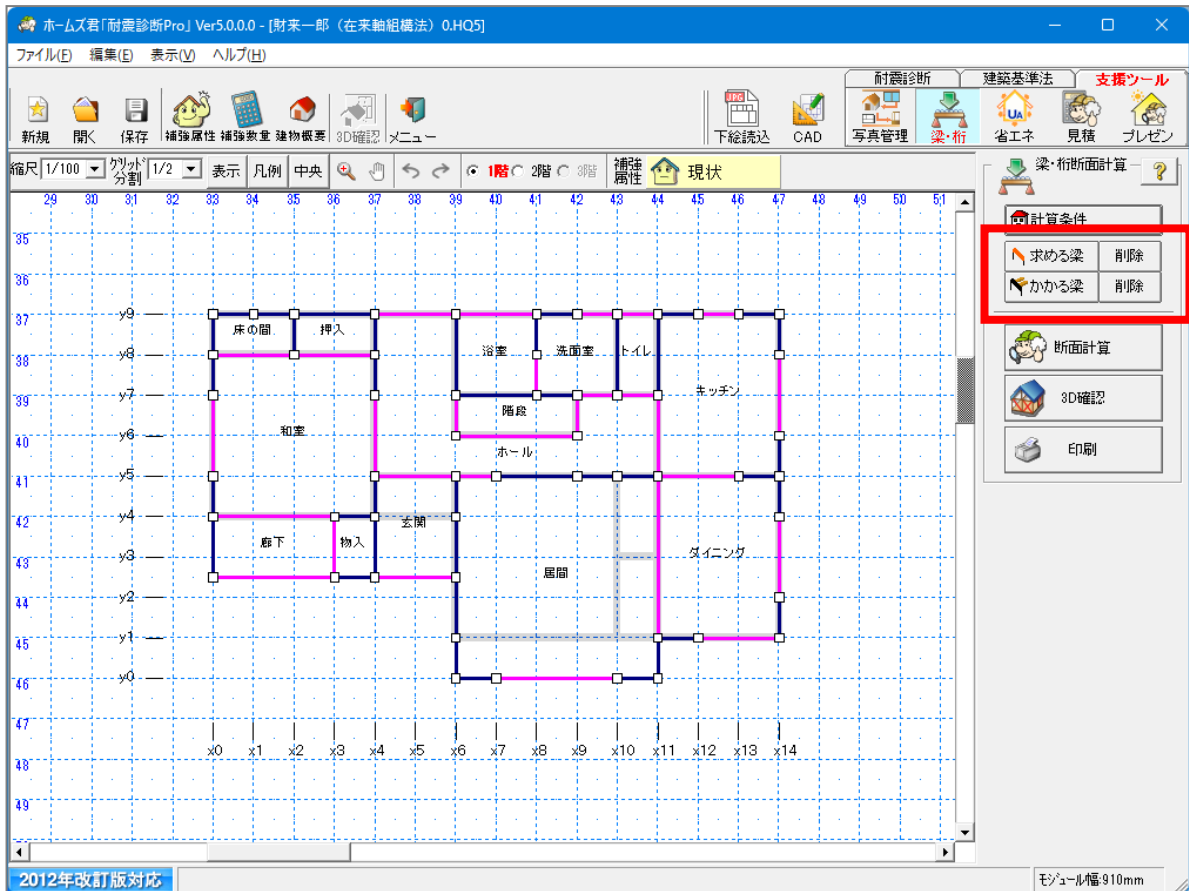 ホームズ君「耐震診断Pro」Ver5.0.0.0 - [財来一郎（在来軸組構法）0.HQ5]
ファイル(F) 編集(E) 表示(V) ヘルプ(H)
耐震診断 建築基準法 支援ツール
新規 開く 保存 補強属性 補強数量 建物概要 3D確認 メニュー JPG 下絵読込 CAD 写真管理 梁・桁 UA 省エネ 見積 プレゼン
縮尺 1/100 グリッド分割 1/2 表示 凡例 中央 1階 2階 3階 補強属性 現状
梁・桁断面計算 ?
計算条件
求める梁 削除
かかる梁 削除
断面計算
3D確認
印刷
29 30 31 32 33 34 35 36 37 38 39 40 41 42 43 44 45 46 47 48 49 50 51
35
36
37 y9
床の間 押入
38 y8 浴室 洗面室 トイレ
39 y7 キッチン
階段
40 y6 和室
ホール
41 y5
42 y4 玄関
廊下 物入
43 y3 ダイニング
居間
44 y2
45 y1
46 y0
47
x0 x1 x2 x3 x4 x5 x6 x7 x8 x9 x10 x11 x12 x13 x14
48
49
2012年改訂版対応 モジュール幅:910mm